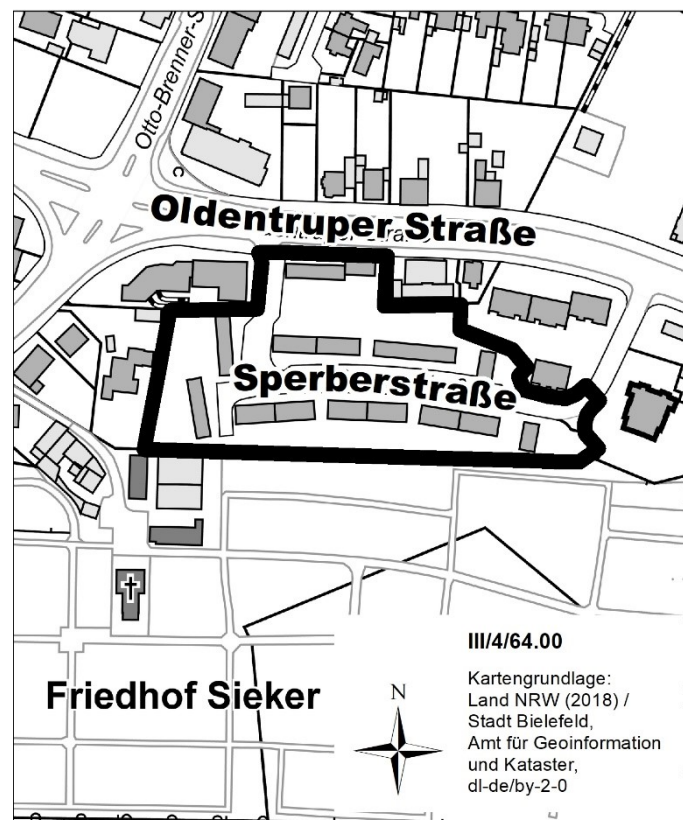 Otto-Brenner-S
Oldentruper Straße
Sperberstraße
Friedhof Sieker
III/4/64.00
Kartengrundlage:
Land NRW (2018) /
Stadt Bielefeld,
Amt für Geoinformation
und Kataster,
dl-de/by-2-0
N